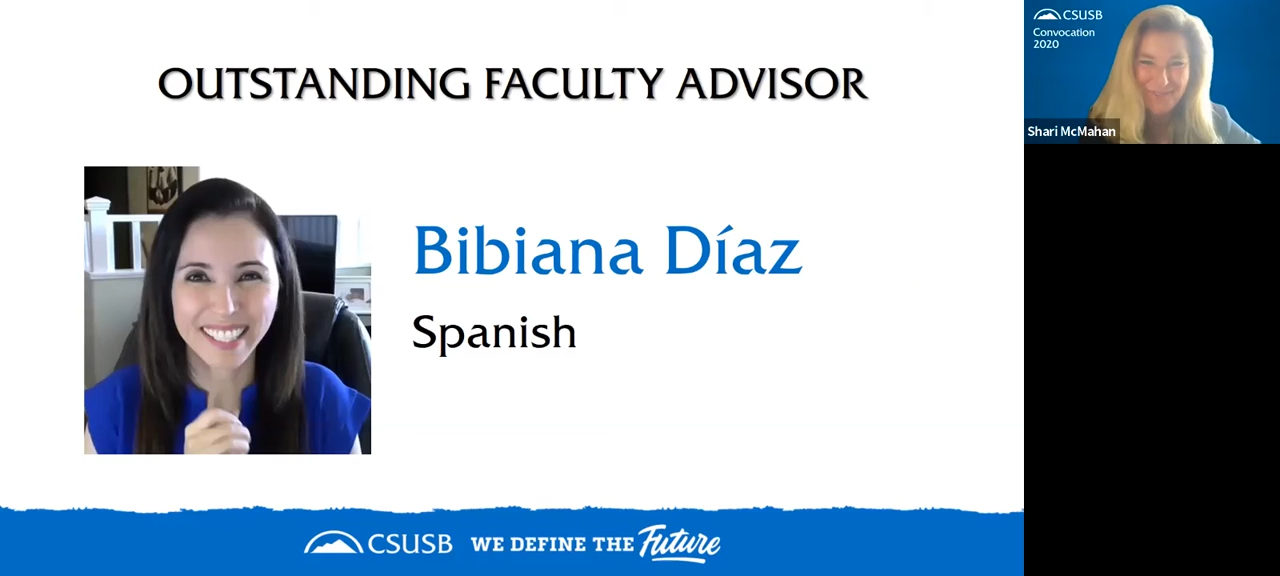 OUTSTANDING FACULTY ADVISOR
Bibiana Díaz
Spanish
CSUSB WE DEFINE THE Future
CSUSB
Convocation
2020
Shari McMahan